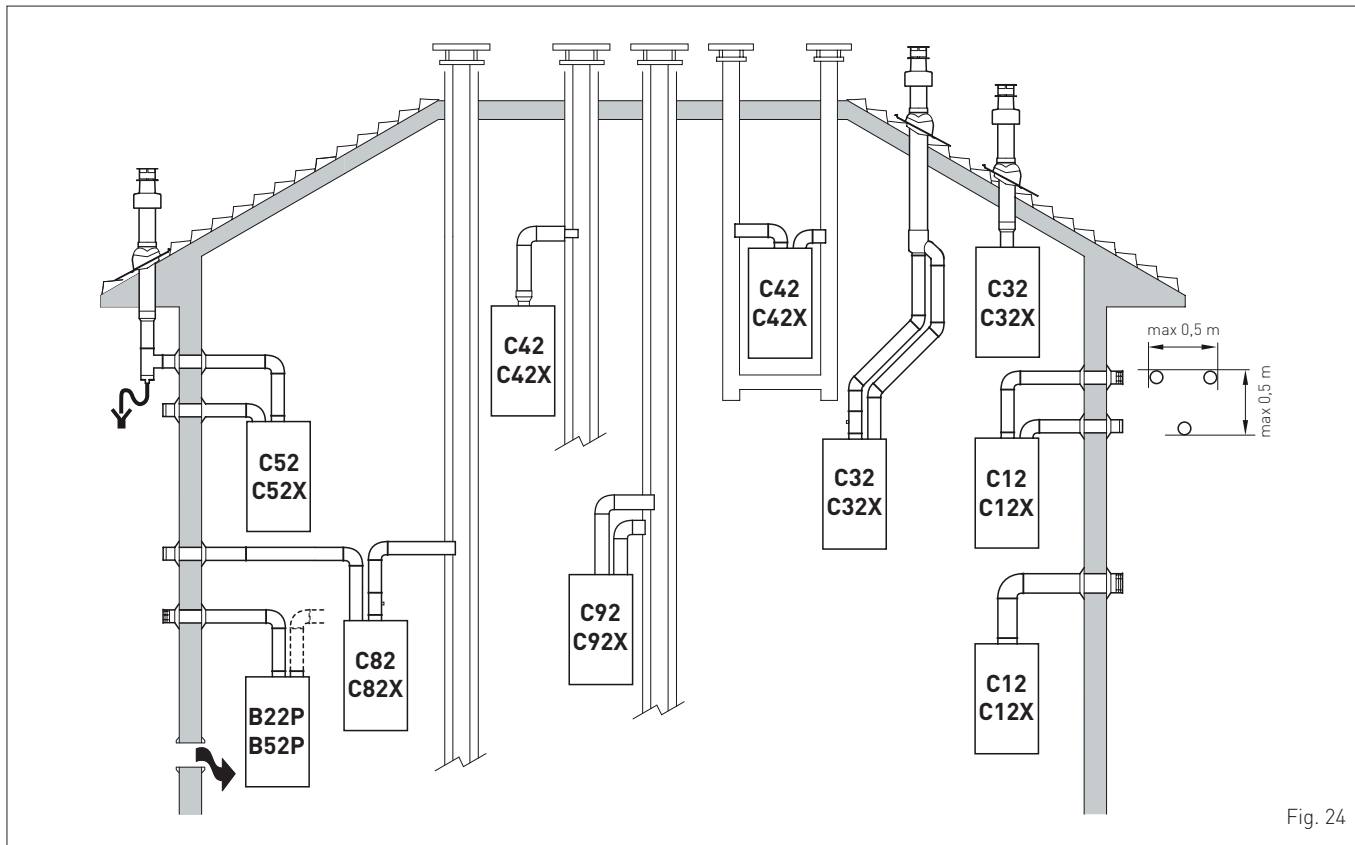 C42
C42X
C32
C32X
max 0,5 m
max 0,5 m
C42
C42X
C52
C52X
C32
C32X
C12
C12X
C92
C92X
C82
C82X
C12
C12X
B22P
B52P
Fig. 24